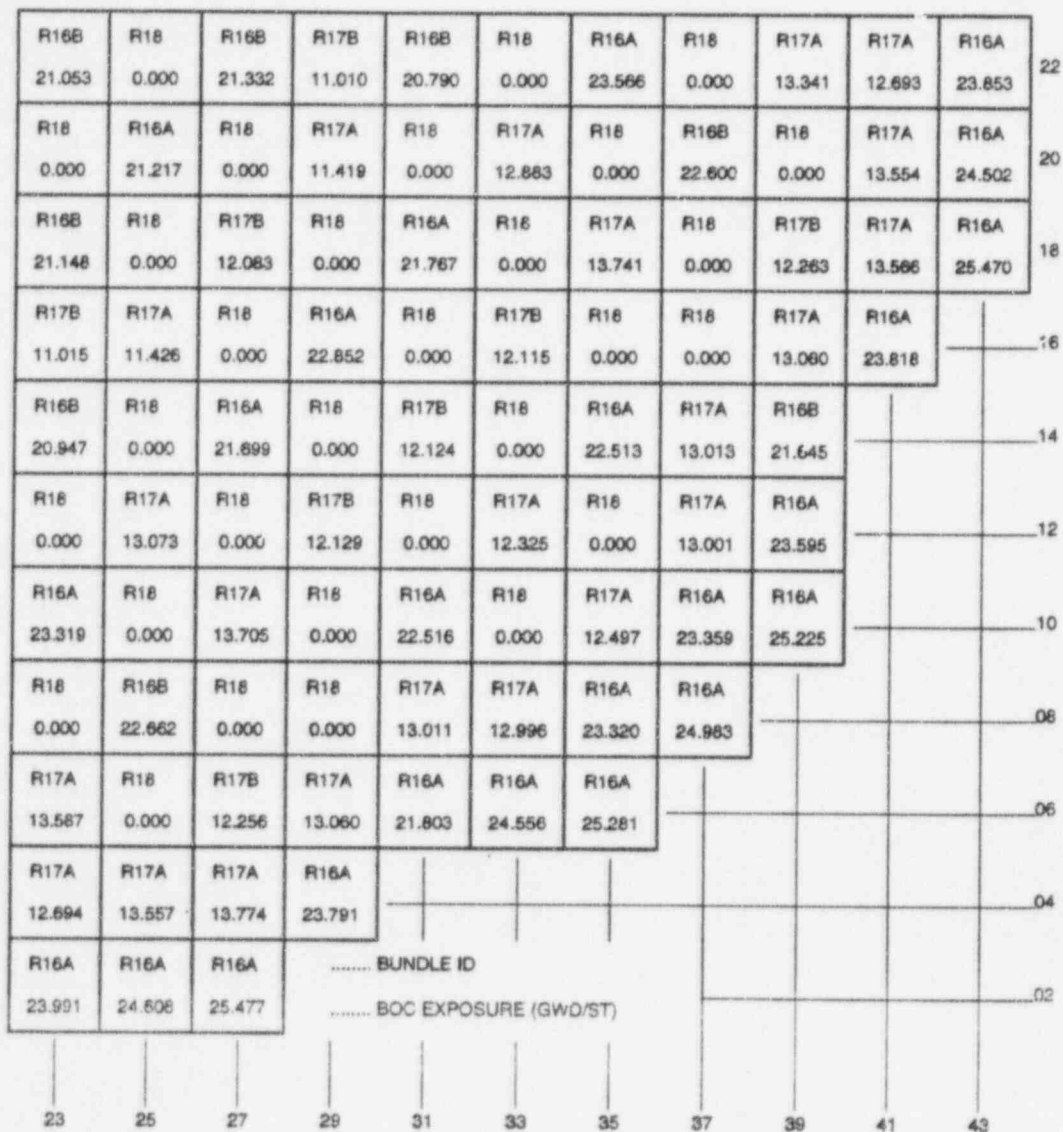 R16B R18 R16B R17B R16B R18 R16A R18 R17A R17A R16A
21.053 0.000 21.332 11.010 20.790 0.000 23.566 0.000 13.341 12.693 23.853 22
R18 R16A R18 R17A R18 R17A R18 R16B R18 R17A R16A
0.000 21.217 0.000 11.419 0.000 12.883 0.000 22.600 0.000 13.554 24.502 20
R16B R18 R17B R18 R16A R18 R17A R18 R17B R17A R16A
21.148 0.000 12.083 0.000 21.767 0.000 13.741 0.000 12.263 13.566 25.470 18
R17B R17A R18 R16A R18 R17B R18 R18 R17A R16A
11.015 11.426 0.000 22.852 0.000 12.115 0.000 0.000 13.060 23.818 16
R16B R18 R16A R18 R17B R18 R16A R17A R16B
20.947 0.000 21.699 0.000 12.124 0.000 22.513 13.013 21.645 14
R18 R17A R18 R17B R18 R17A R18 R17A R16A
0.000 13.073 0.000 12.129 0.000 12.325 0.000 13.001 23.595 12
R16A R18 R17A R18 R16A R18 R17A R16A R16A
23.319 0.000 13.705 0.000 22.516 0.000 12.497 23.359 25.225 10
R18 R16B R18 R18 R17A R17A R16A R16A
0.000 22.662 0.000 0.000 13.011 12.996 23.320 24.983 08
R17A R18 R17B R17A R16A R16A R16A
13.587 0.000 12.256 13.060 21.803 24.556 25.281 06
R17A R17A R17A R16A
12.694 13.557 13.774 23.791 04
R16A R16A R16A ........ BUNDLE ID
23.991 24.608 25.477 ........ BOC EXPOSURE (GWD/ST) 02
23 25 27 29 31 33 35 37 39 41 43